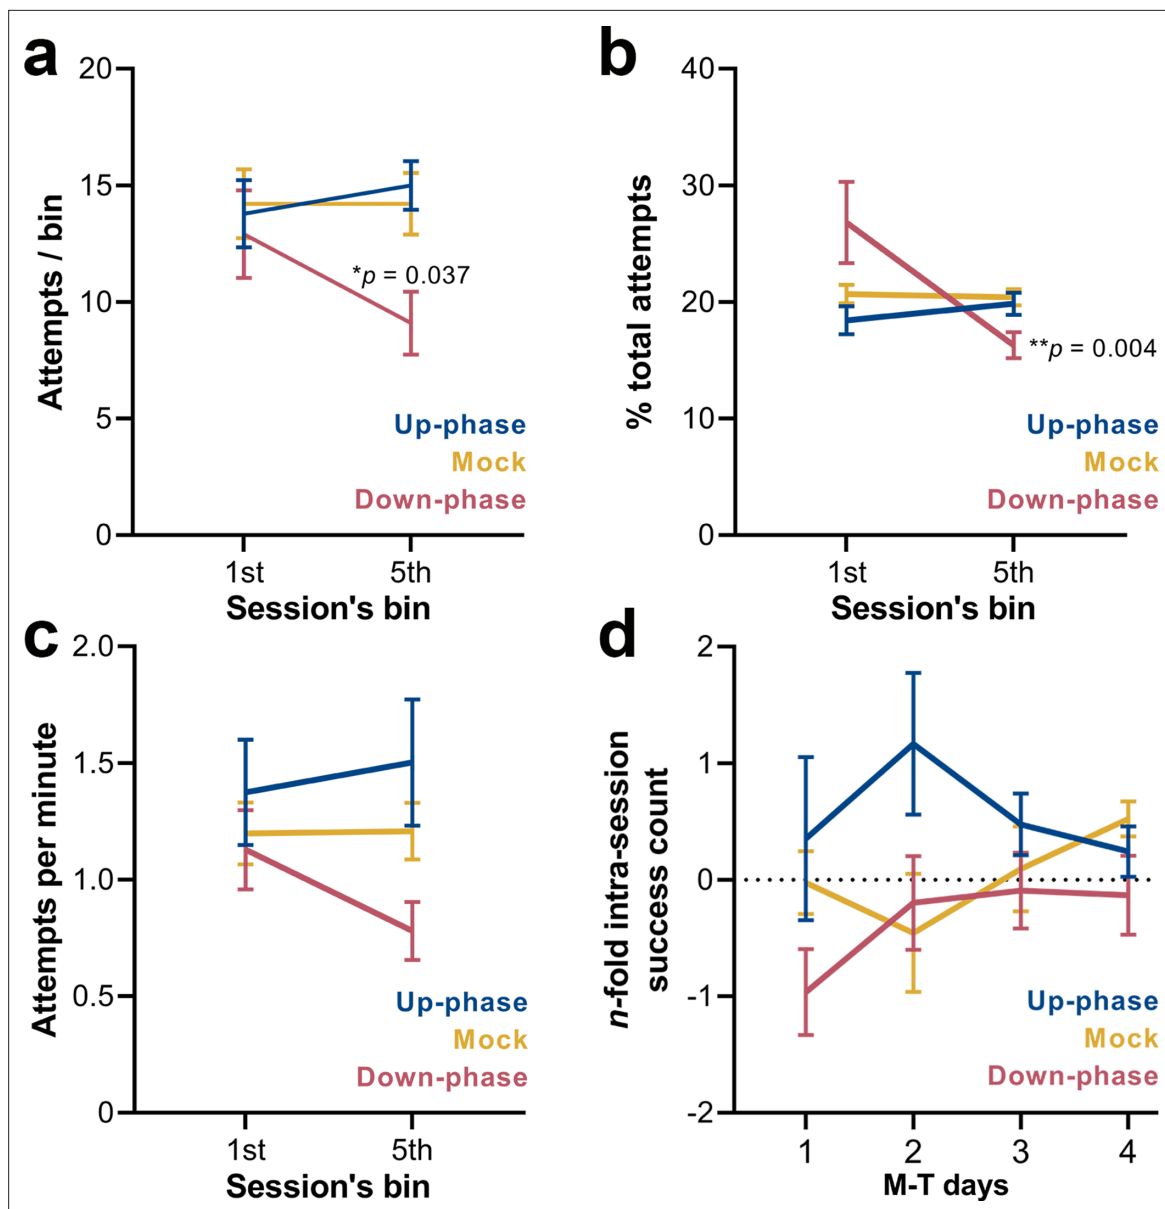 a
20
15
10
5
0
Attempts / bin
*p = 0.037
Up-phase
Mock
Down-phase
1st 5th
Session's bin
b
40
30
20
10
0
% total attempts
**p = 0.004
Up-phase
Mock
Down-phase
1st 5th
Session's bin
c
2.0
1.5
1.0
0.5
0
Attempts per minute
Up-phase
Mock
Down-phase
1st 5th
Session's bin
d
2
1
0
-1
-2
n-fold intra-session
success count
Up-phase
Mock
Down-phase
1 2 3 4
M-T days